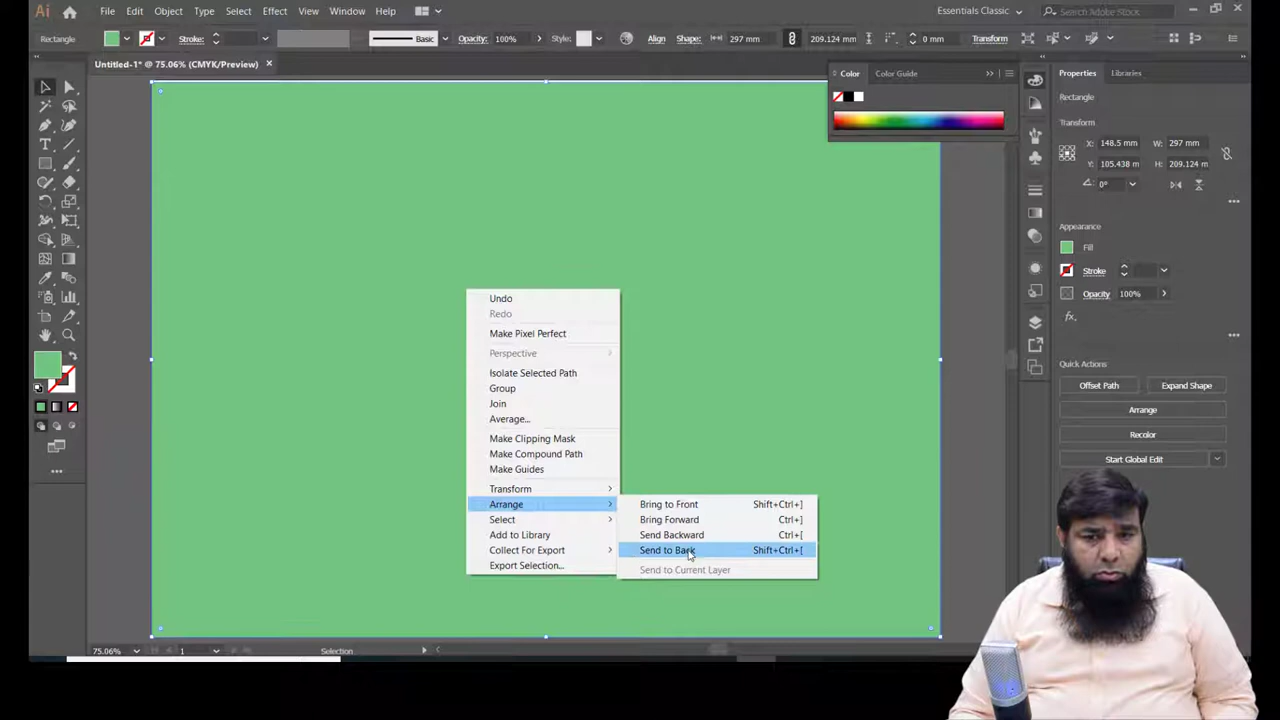 Ai File Edit Object Type Select Effect View Window Help Essentials Classic Search Adobe Stock
Rectangle Stroke: Basic Opacity: 100% Style: Align Shape: 297 mm 209.124 mm 0 mm Transform
Untitled-1* @ 75.06% (CMYK/Preview)
Color Color Guide
Properties Libraries
Rectangle
Transform
X: 148.5 mm W: 297 mm
Y: 105.438 m H: 209.124 m
0°
Appearance
Fill
Stroke
Opacity 100%
fx.
Quick Actions
Offset Path Expand Shape
Arrange
Recolor
Start Global Edit
Undo
Redo
Make Pixel Perfect
Perspective
Isolate Selected Path
Group
Join
Average...
Make Clipping Mask
Make Compound Path
Make Guides
Transform
Arrange
Select
Add to Library
Collect For Export
Export Selection...
Bring to Front Shift+Ctrl+]
Bring Forward Ctrl+]
Send Backward Ctrl+[
Send to Back Shift+Ctrl+[
Send to Current Layer
75.06% 1 Selection